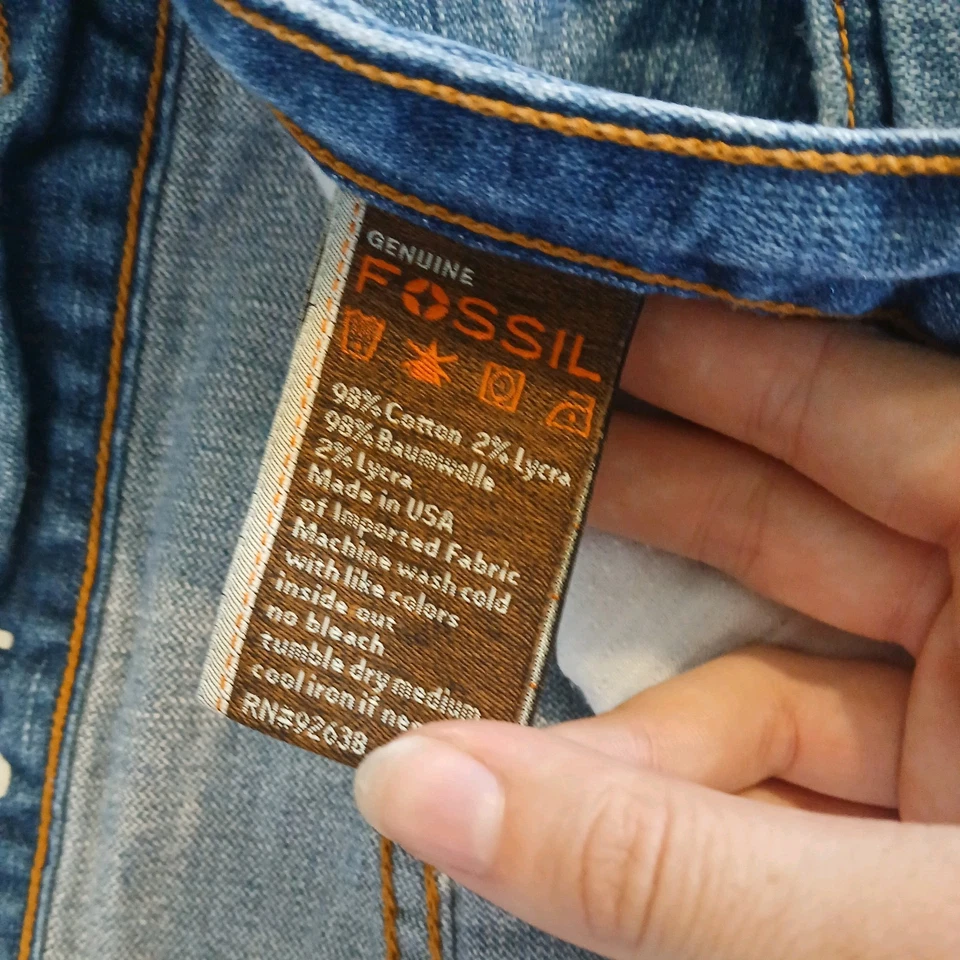 GENUINE
FOSSIL
98% Cotton 2% Lycra
98% Baumwolle
2% Lycra
Made in USA
of Imported Fabric
Machine wash cold
with like colors
inside out
no bleach
tumble dry medium
cool iron if
RN#92638